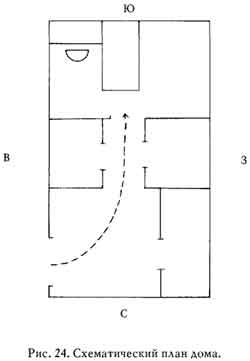 Ю
В
З
С
Рис. 24. Схематический план дома.